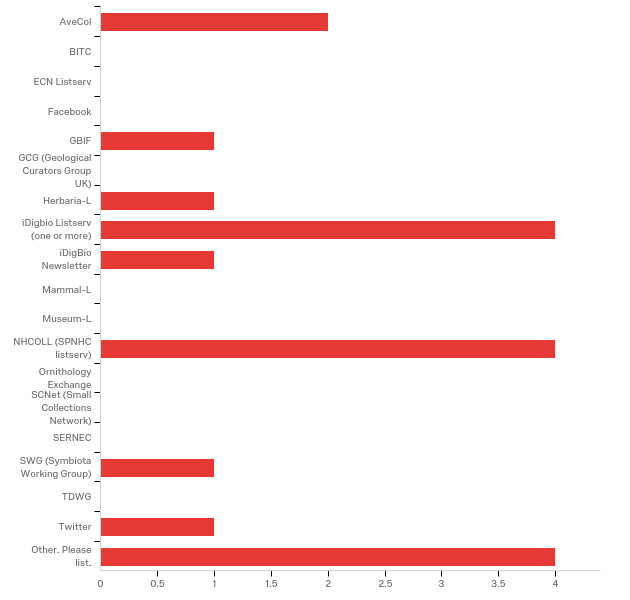 AveCol
BITC
ECN Listserv
Facebook
GBIF
GCG (Geological
Curators Group
UK)
Herbaria-L
iDigbio Listserv
(one or more)
iDigBio
Newsletter
Mammal-L
Museum-L
NHCOLL (SPNHC
listserv)
Ornithology
Exchange
SCNet (Small
Collections
Network)
SERNEC
SWG (Symbiota
Working Group)
TDWG
Twitter
Other. Please
list.
0 0.5 1 1.5 2 2.5 3 3.5 4